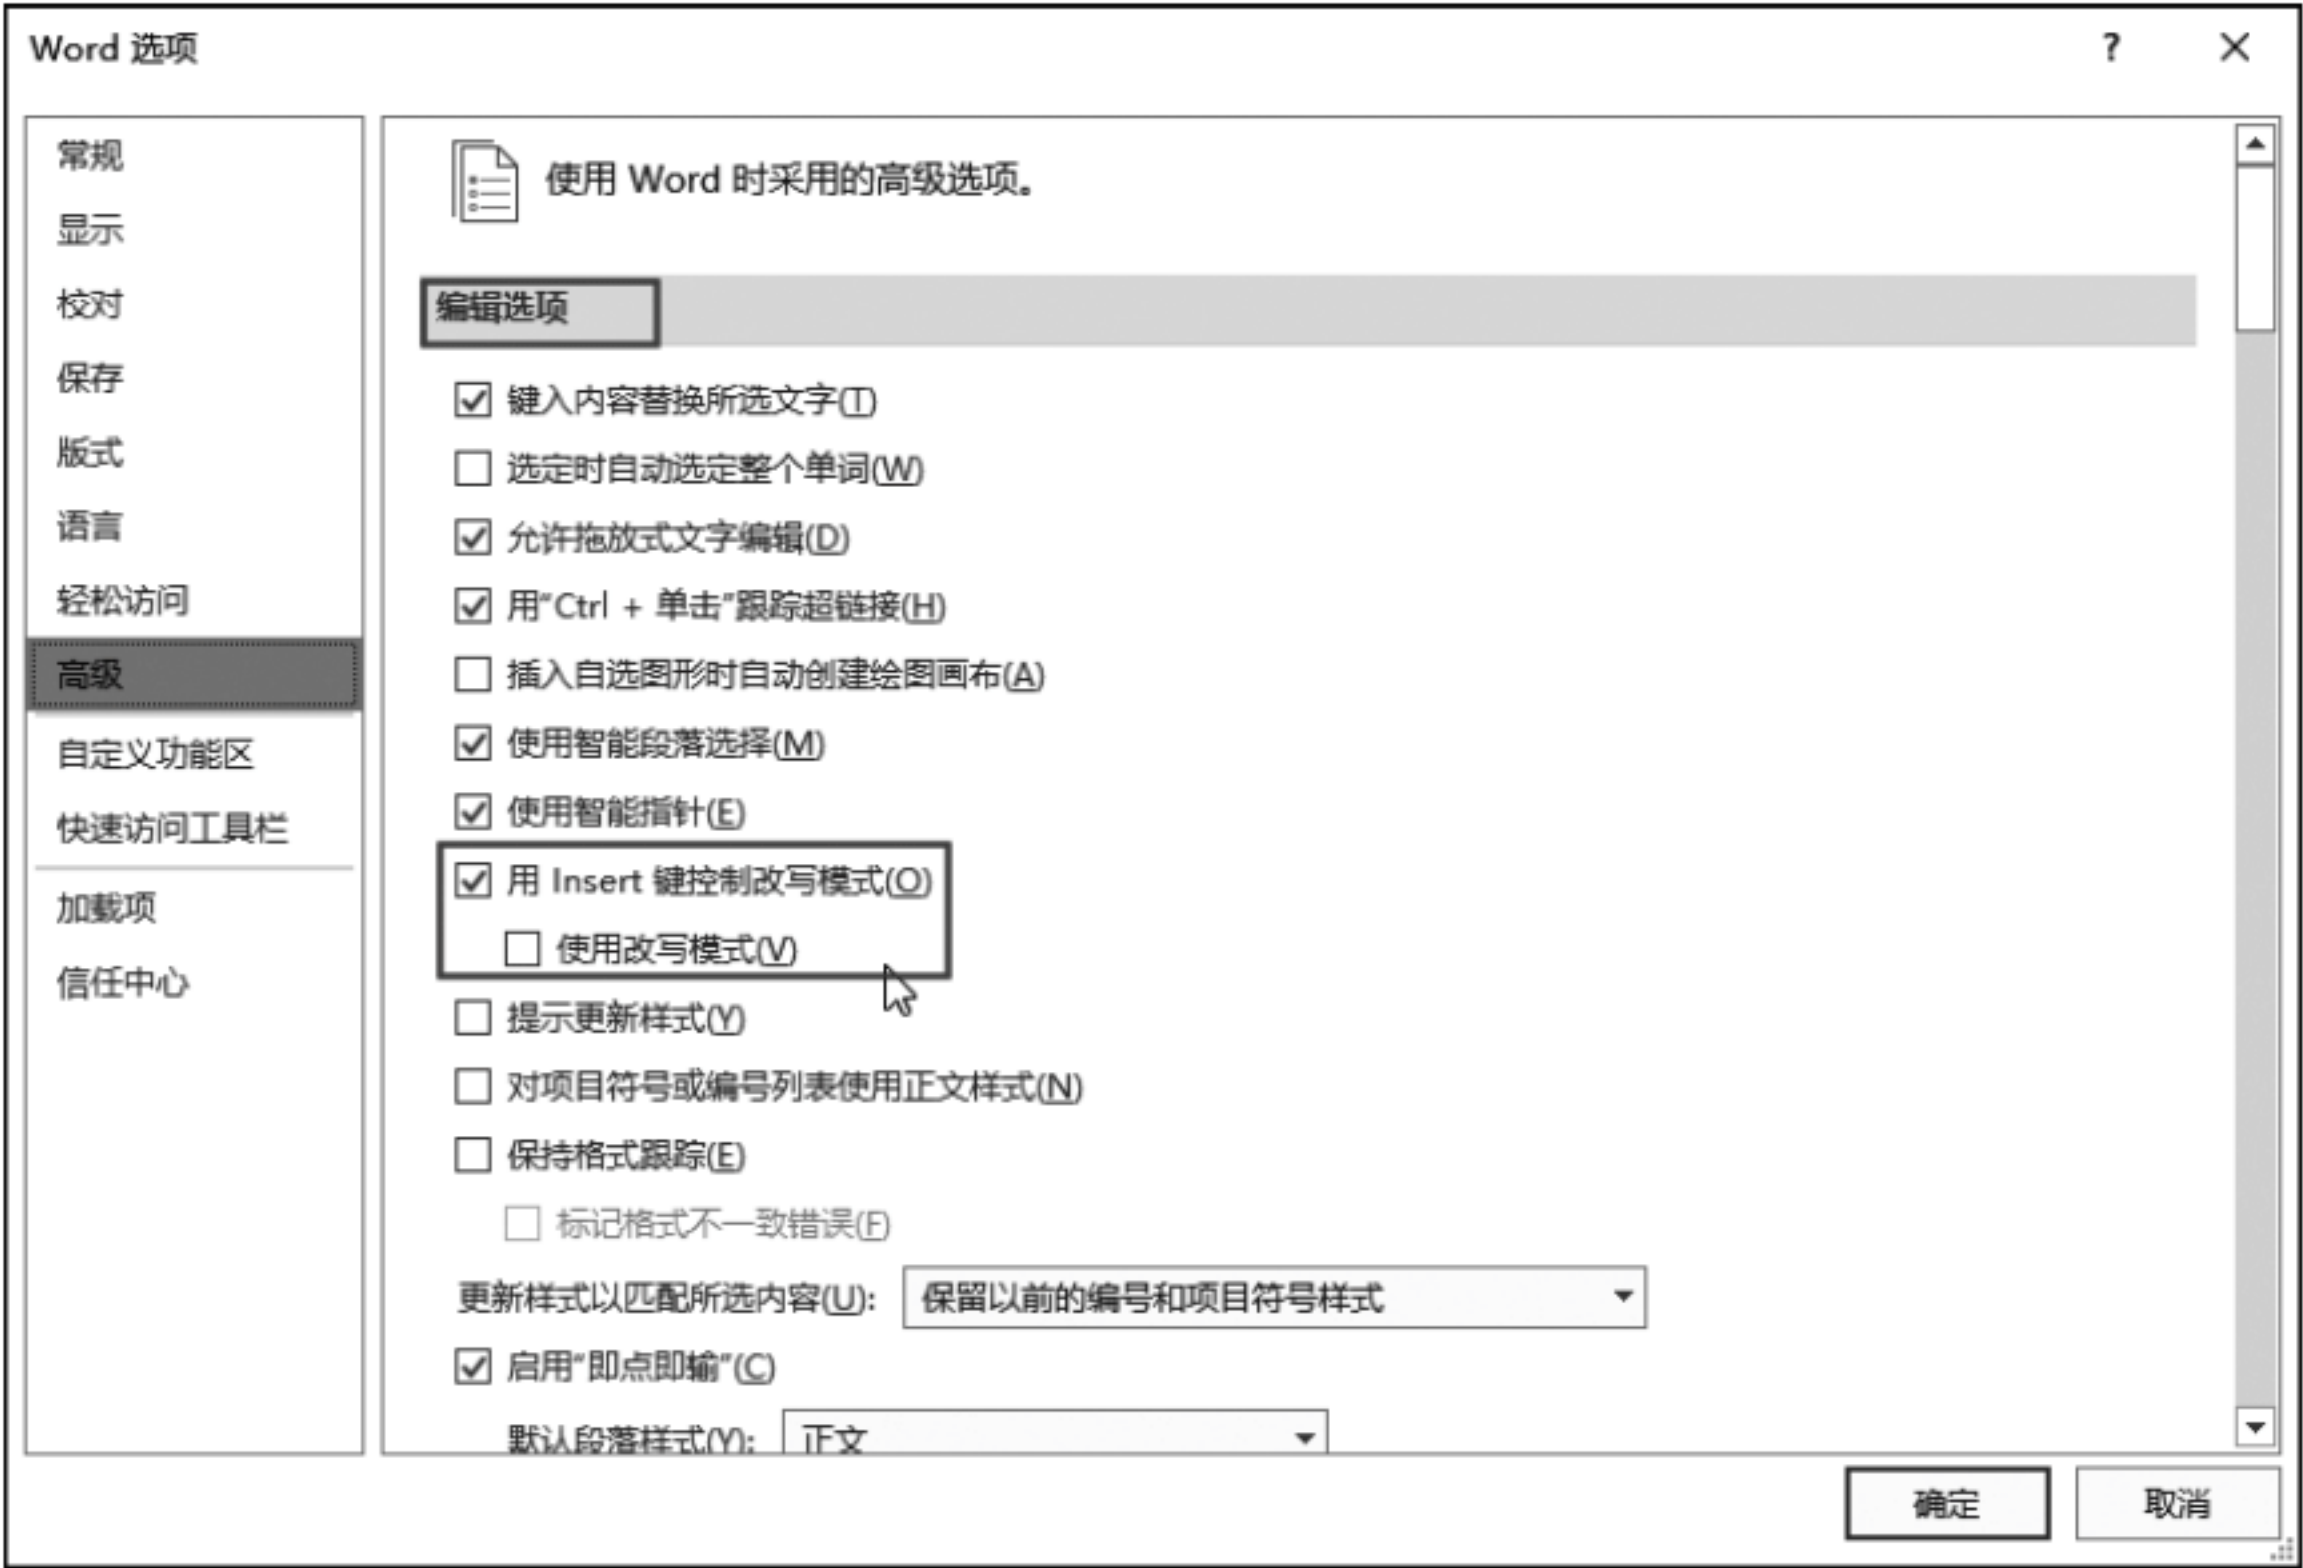 Word 选项
?
常规
显示
校对
保存
版式
语言
轻松访问
高级
自定义功能区
快速访问工具栏
加载项
信任中心
使用 Word 时采用的高级选项。
编辑选项
键入内容替换所选文字(T)
选定时自动选定整个单词(W)
允许拖放式文字编辑(D)
用"Ctrl + 单击"跟踪超链接(H)
插入自选图形时自动创建绘图画布(A)
使用智能段落选择(M)
使用智能指针(E)
用 Insert 键控制改写模式(O)
使用改写模式(V)
提示更新样式(Y)
对项目符号或编号列表使用正文样式(N)
保持格式跟踪(E)
标记格式不一致错误(F)
更新样式以匹配所选内容(U): 保留以前的编号和项目符号样式
启用"即点即输"(C)
默认段落样式(Y): 正文
确定 取消